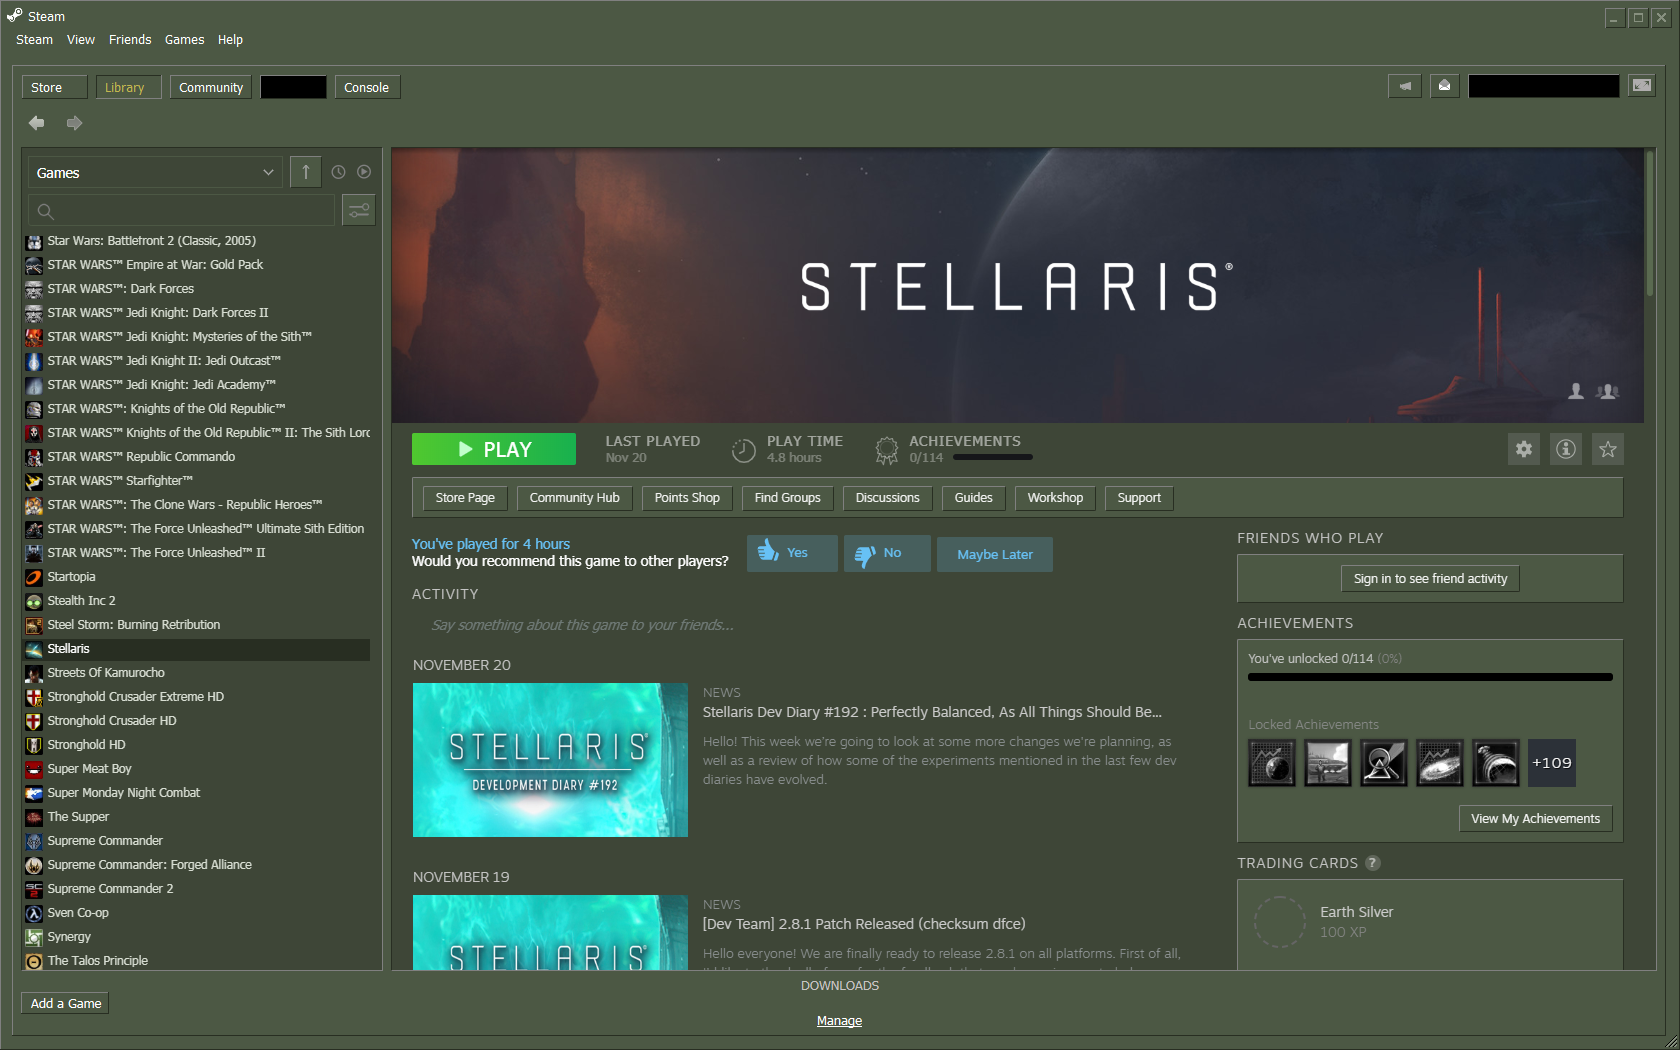 Steam
Steam View Friends Games Help
Store Library Community Console
Games
Star Wars: Battlefront 2 (Classic, 2005)
STAR WARS™ Empire at War: Gold Pack
STAR WARS™: Dark Forces
STAR WARS™ Jedi Knight: Dark Forces II
STAR WARS™ Jedi Knight: Mysteries of the Sith™
STAR WARS™ Jedi Knight II: Jedi Outcast™
STAR WARS™ Jedi Knight: Jedi Academy™
STAR WARS™: Knights of the Old Republic™
STAR WARS™ Knights of the Old Republic™ II: The Sith Lord
STAR WARS™ Republic Commando
STAR WARS™ Starfighter™
STAR WARS™: The Clone Wars - Republic Heroes™
STAR WARS™: The Force Unleashed™ Ultimate Sith Edition
STAR WARS™: The Force Unleashed™ II
Startopia
Stealth Inc 2
Steel Storm: Burning Retribution
Stellaris
Streets Of Kamurocho
Stronghold Crusader Extreme HD
Stronghold Crusader HD
Stronghold HD
Super Meat Boy
Super Monday Night Combat
The Supper
Supreme Commander
Supreme Commander: Forged Alliance
Supreme Commander 2
Sven Co-op
Synergy
The Talos Principle
Add a Game
STELLARIS®
PLAY
LAST PLAYED
Nov 20
PLAY TIME
4.8 hours
ACHIEVEMENTS
0/114
Store Page Community Hub Points Shop Find Groups Discussions Guides Workshop Support
You've played for 4 hours
Would you recommend this game to other players?
Yes No Maybe Later
ACTIVITY
Say something about this game to your friends...
NOVEMBER 20
STELLARIS®
DEVELOPMENT DIARY #192
NEWS
Stellaris Dev Diary #192 : Perfectly Balanced, As All Things Should Be...
Hello! This week we're going to look at some more changes we're planning, as
well as a review of how some of the experiments mentioned in the last few dev
diaries have evolved.
NOVEMBER 19
STELLARIS®
NEWS
[Dev Team] 2.8.1 Patch Released (checksum dfce)
Hello everyone! We are finally ready to release 2.8.1 on all platforms. First of all,
FRIENDS WHO PLAY
Sign in to see friend activity
ACHIEVEMENTS
You've unlocked 0/114 (0%)
Locked Achievements
+109
View My Achievements
TRADING CARDS ?
Earth Silver
100 XP
DOWNLOADS
Manage